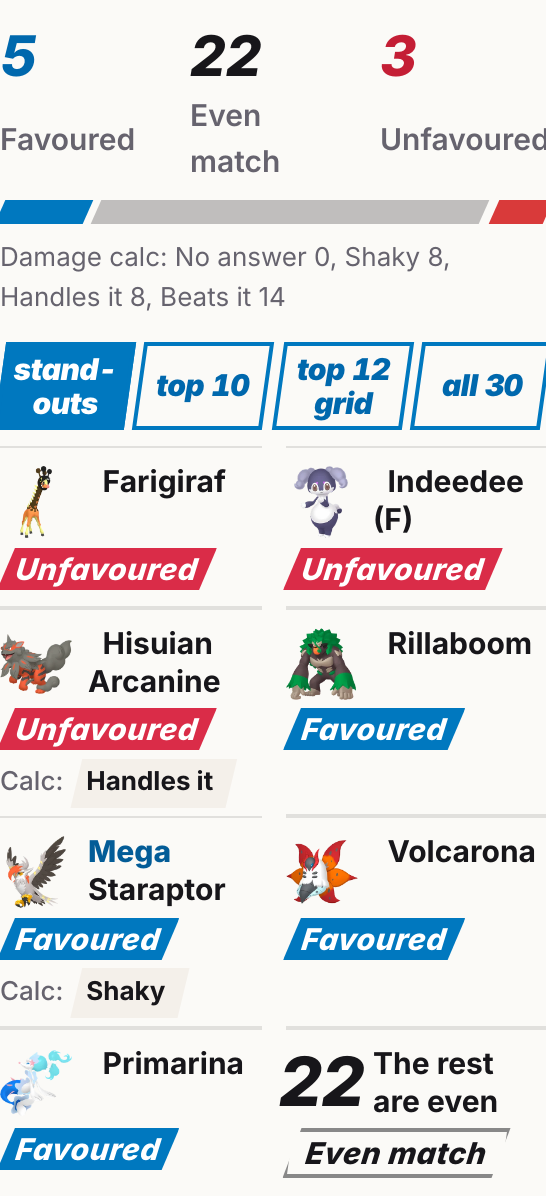 5 22 3
Favoured Even match Unfavoured
Damage calc: No answer 0, Shaky 8,
Handles it 8, Beats it 14
stand-outs top 10 top 12 grid all 30
Farigiraf
Unfavoured
Indeedee
(F)
Unfavoured
Hisuian
Arcanine
Unfavoured
Calc: Handles it
Rillaboom
Favoured
Mega
Staraptor
Favoured
Calc: Shaky
Volcarona
Favoured
Primarina
Favoured
22 The rest
are even
Even match